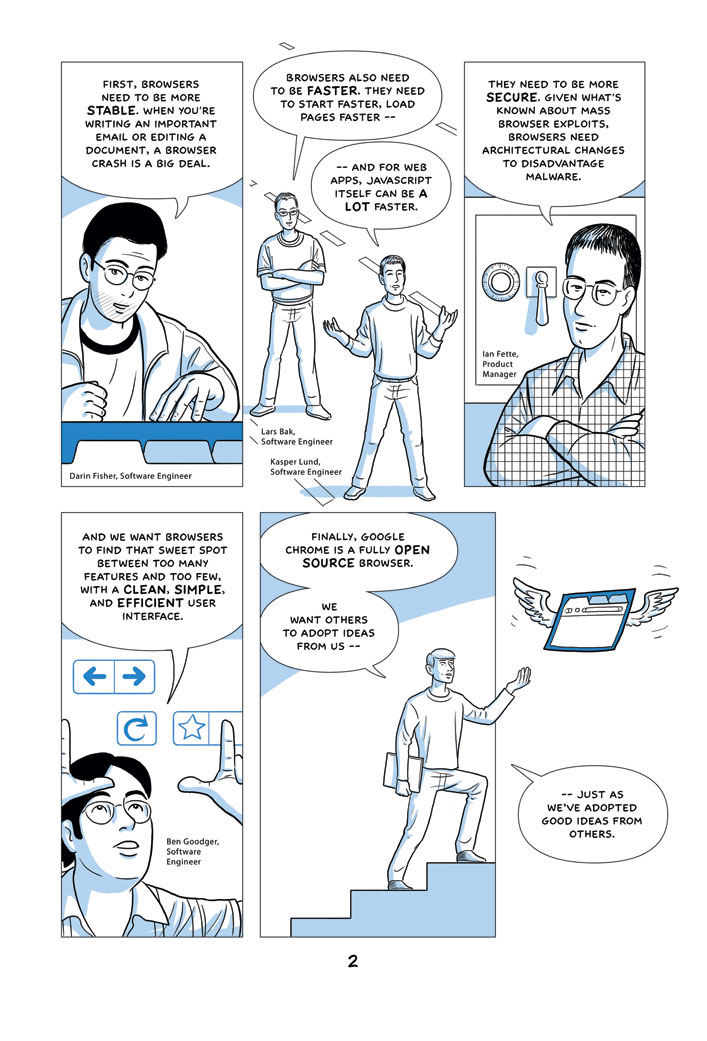 FIRST, BROWSERS
NEED TO BE MORE
STABLE. WHEN YOU'RE
WRITING AN IMPORTANT
EMAIL OR EDITING A
DOCUMENT, A BROWSER
CRASH IS A BIG DEAL.
Darin Fisher, Software Engineer
BROWSERS ALSO NEED
TO BE FASTER. THEY NEED
TO START FASTER, LOAD
PAGES FASTER --
-- AND FOR WEB
APPS, JAVASCRIPT
ITSELF CAN BE A
LOT FASTER.
Lars Bak,
Software Engineer
Kasper Lund,
Software Engineer
THEY NEED TO BE MORE
SECURE. GIVEN WHAT'S
KNOWN ABOUT MASS
BROWSER EXPLOITS,
BROWSERS NEED
ARCHITECTURAL CHANGES
TO DISADVANTAGE
MALWARE.
Ian Fette,
Product
Manager
AND WE WANT BROWSERS
TO FIND THAT SWEET SPOT
BETWEEN TOO MANY
FEATURES AND TOO FEW,
WITH A CLEAN, SIMPLE,
AND EFFICIENT USER
INTERFACE.
Ben Goodger,
Software
Engineer
FINALLY, GOOGLE
CHROME IS A FULLY OPEN
SOURCE BROWSER.
WE
WANT OTHERS
TO ADOPT IDEAS
FROM US --
-- JUST AS
WE'VE ADOPTED
GOOD IDEAS FROM
OTHERS.
2